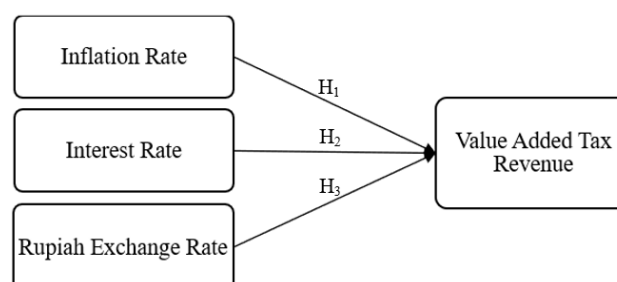 Inflation Rate
H₁
Interest Rate
H₂
Value Added Tax
Revenue
H₃
Rupiah Exchange Rate